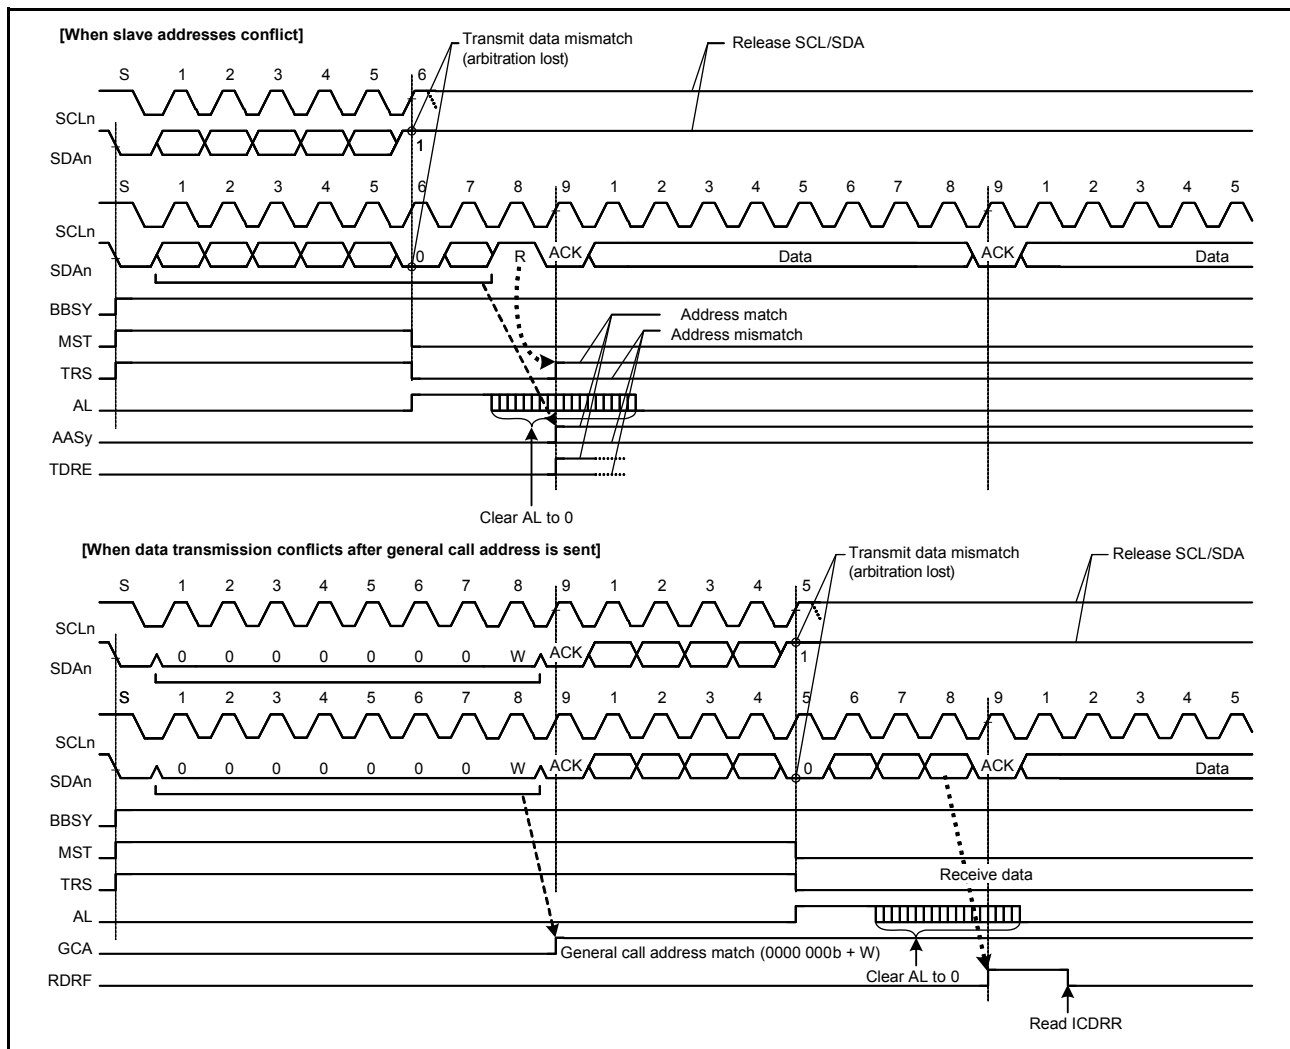 [When slave addresses conflict]
Transmit data mismatch
(arbitration lost)
Release SCL/SDA
S 1 2 3 4 5 6
SCLn
SDAn 1
S 1 2 3 4 5 6 7 8 9 1 2 3 4 5 6 7 8 9 1 2 3 4 5
SCLn
SDAn 0 R ACK Data ACK Data
BBSY
Address match
MST Address mismatch
TRS
AL
AASy
TDRE
Clear AL to 0
[When data transmission conflicts after general call address is sent]
Transmit data mismatch
(arbitration lost)
Release SCL/SDA
S 1 2 3 4 5 6 7 8 9 1 2 3 4 5
SCLn
SDAn 0 0 0 0 0 0 0 W ACK 1
S 1 2 3 4 5 6 7 8 9 1 2 3 4 5 6 7 8 9 1 2 3 4 5
SCLn
SDAn 0 0 0 0 0 0 0 W ACK 0 ACK Data
BBSY
MST
TRS Receive data
AL
GCA General call address match (0000 000b + W)
Clear AL to 0
RDRF
Read ICDRR